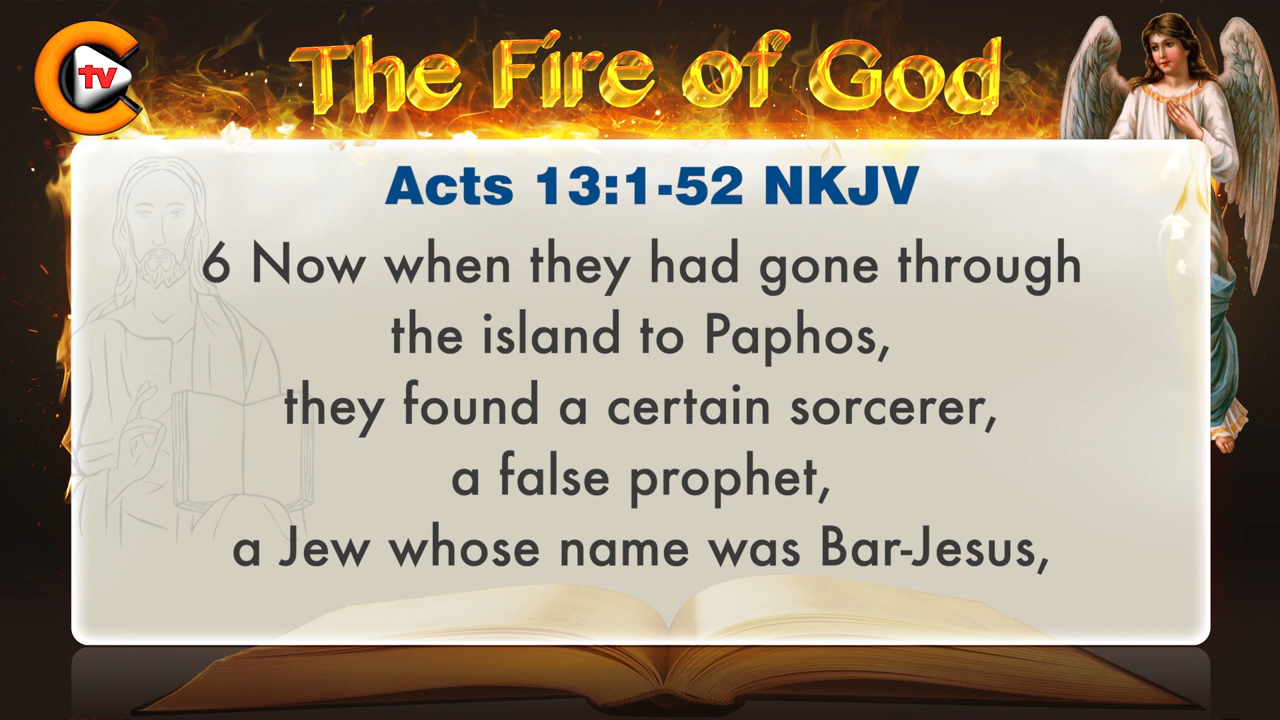 tv
The Fire of God
Acts 13:1-52 NKJV
6 Now when they had gone through
the island to Paphos,
they found a certain sorcerer,
a false prophet,
a Jew whose name was Bar-Jesus,